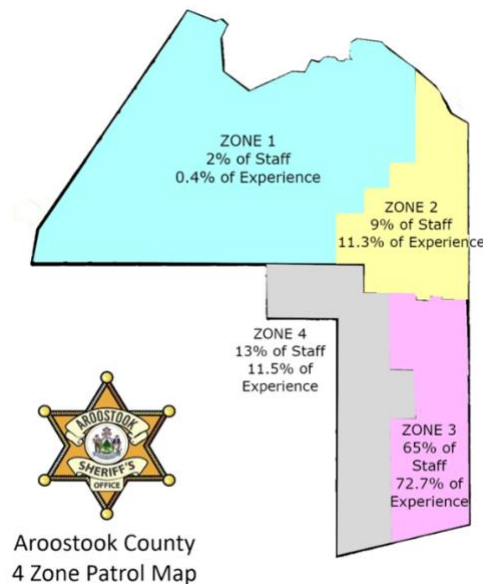 ZONE 1
2% of Staff
0.4% of Experience
ZONE 2
9% of Staff
11.3% of Experience
ZONE 4
13% of Staff
11.5% of
Experience
ZONE 3
65% of
Staff
72.7% of
Experience
AROOSTOOK
SHERIFF'S
OFFICE
Aroostook County
4 Zone Patrol Map